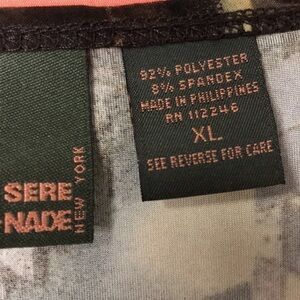 SERE
NADE
NEW YORK
92% POLYESTER
8% SPANDEX
MADE IN PHILIPPINES
RN 112246
XL
SEE REVERSE FOR CARE